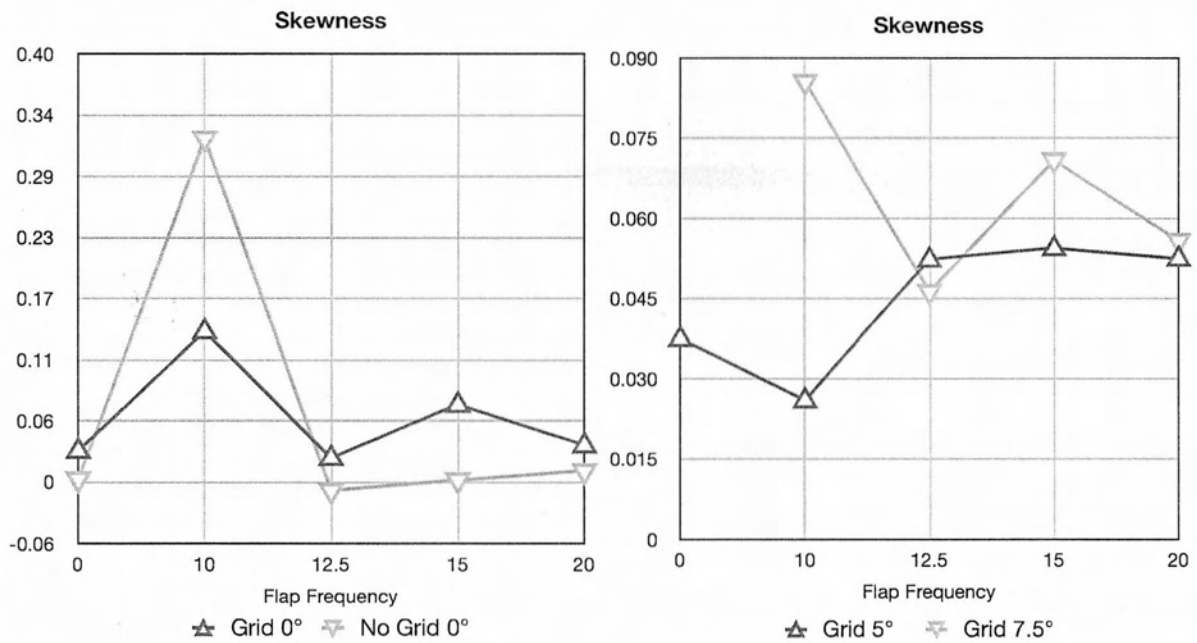 Skewness
0.40
0.34
0.29
0.23
0.17
0.11
0.06
0
-0.06
0 10 12.5 15 20
Flap Frequency
Grid 0° No Grid 0°
Skewness
0.090
0.075
0.060
0.045
0.030
0.015
0
0 10 12.5 15 20
Flap Frequency
Grid 5° Grid 7.5°